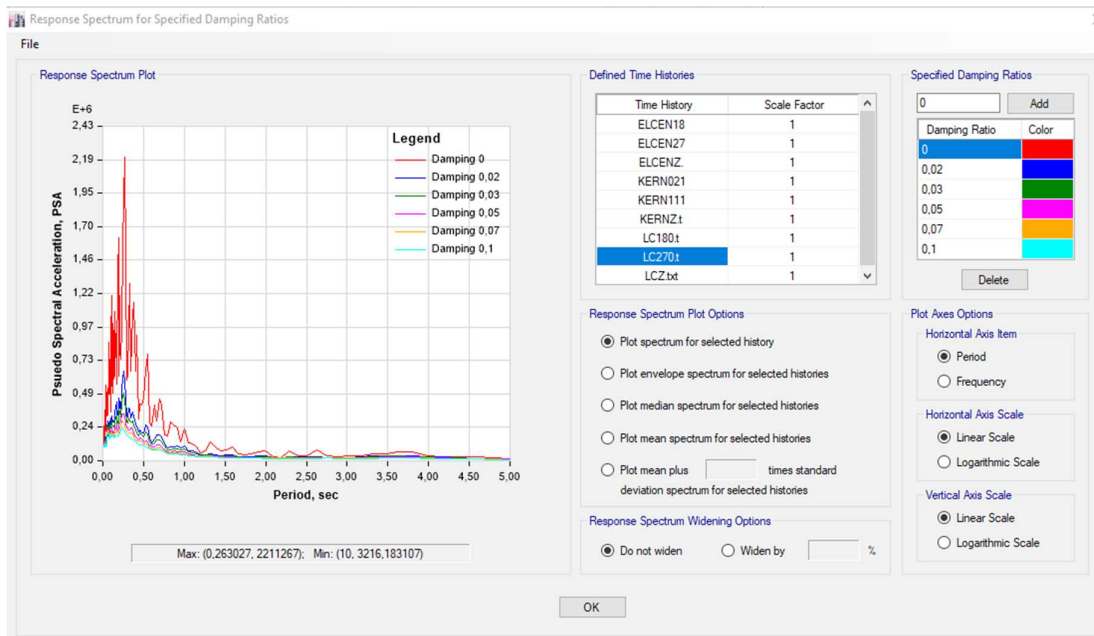 Response Spectrum for Specified Damping Ratios
File
Response Spectrum Plot
E+6
2,43
2,19
1,95
1,70
1,46
1,22
0,97
0,73
0,49
0,24
0,00
Psuedo Spectral Acceleration, PSA
0,00 0,50 1,00 1,50 2,00 2,50 3,00 3,50 4,00 4,50 5,00
Period, sec
Legend
Damping 0
Damping 0,02
Damping 0,03
Damping 0,05
Damping 0,07
Damping 0,1
Max: (0,263027, 2211267); Min: (10, 3216,183107)
Defined Time Histories
Time History Scale Factor
ELCEN18 1
ELCEN27 1
ELCENZ. 1
KERN021 1
KERN111 1
KERNZ.t 1
LC180.t 1
LC270.t 1
LCZ.txt 1
Response Spectrum Plot Options
Plot spectrum for selected history
Plot envelope spectrum for selected histories
Plot median spectrum for selected histories
Plot mean spectrum for selected histories
Plot mean plus times standard
deviation spectrum for selected histories
Response Spectrum Widening Options
Do not widen Widen by %
Specified Damping Ratios
0 Add
Damping Ratio Color
0
0,02
0,03
0,05
0,07
0,1
Delete
Plot Axes Options
Horizontal Axis Item
Period
Frequency
Horizontal Axis Scale
Linear Scale
Logarithmic Scale
Vertical Axis Scale
Linear Scale
Logarithmic Scale
OK